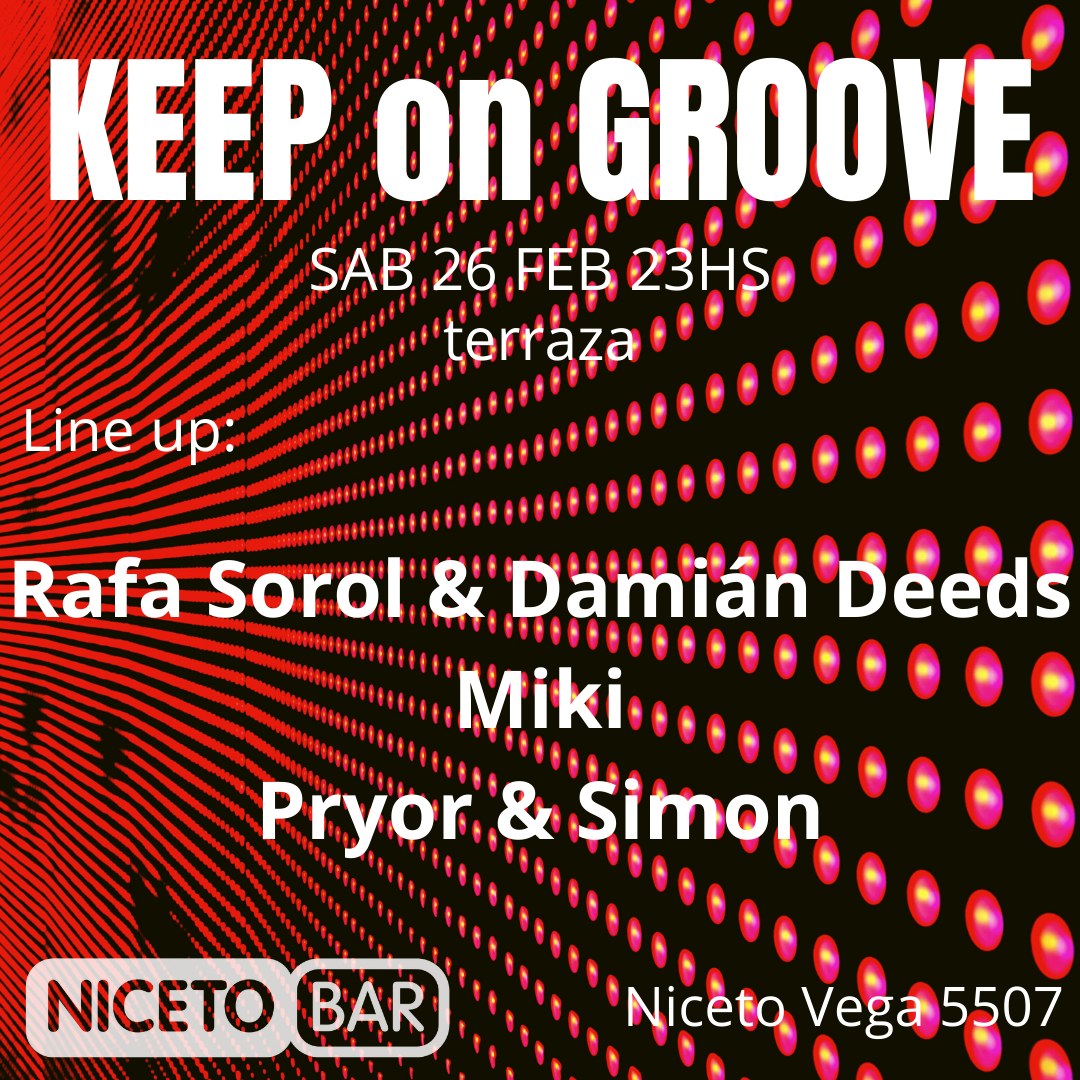 KEEP on GROOVE
SAB 26 FEB 23HS
terraza
Line up:
Rafa Sorol & Damián Deeds
Miki
Pryor & Simon
NICETO BAR
Niceto Vega 5507